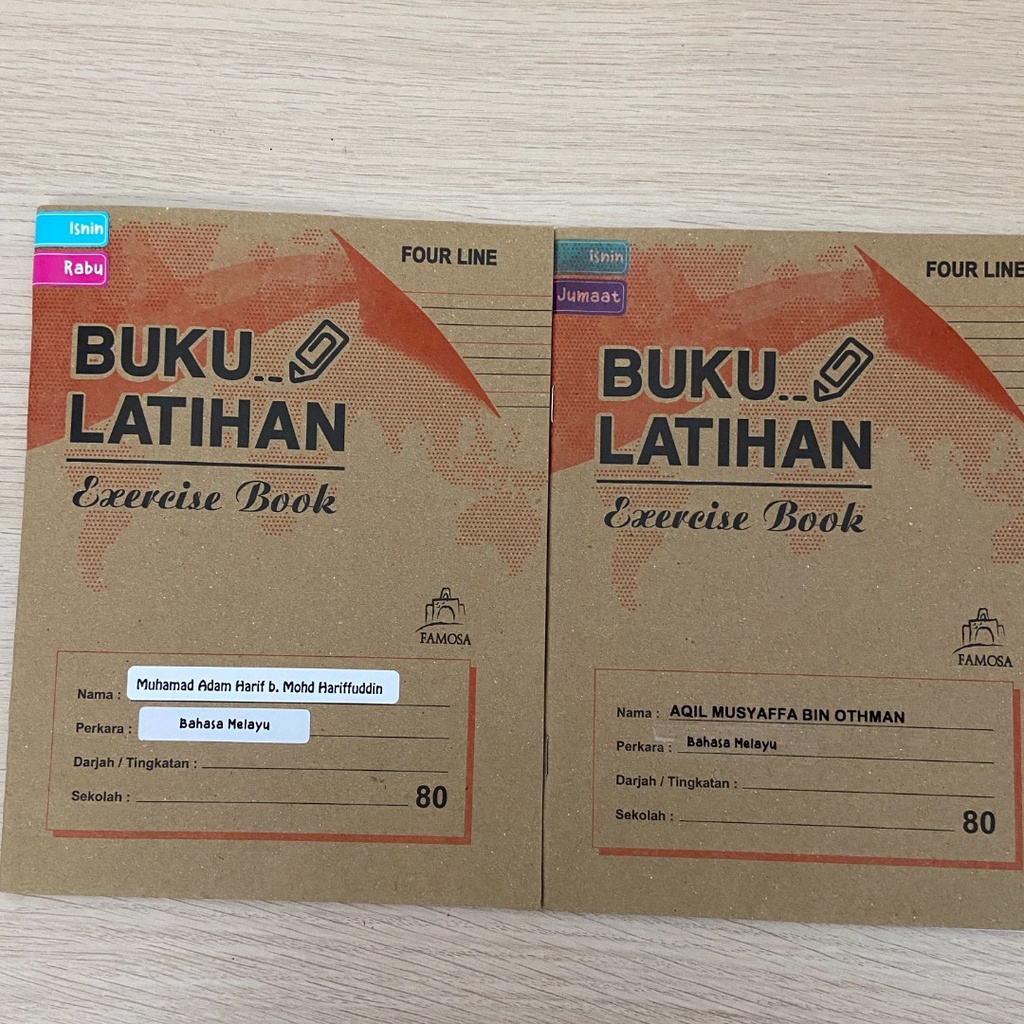 Isnin
Rabu
FOUR LINE
BUKU
LATIHAN
Exercise Book
FAMOSA
Nama : Muhamad Adam Harif b. Mohd Hariffuddin
Perkara : Bahasa Melayu
Darjah / Tingkatan :
Sekolah : 80
Isnin
Jumaat
FOUR LINE
BUKU
LATIHAN
Exercise Book
FAMOSA
Nama : AQIL MUSYAFFA BIN OTHMAN
Perkara : Bahasa Melayu
Darjah / Tingkatan :
Sekolah : 80